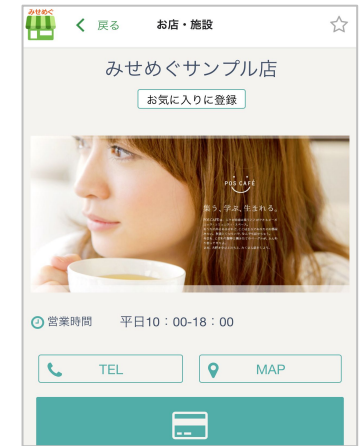 みせめぐ
戻る
お店・施設
みせめぐサンプル店
お気に入りに登録
POS CAFÉ
集う、学ぶ、生まれる。
営業時間 平日10：00-18：00
TEL
MAP